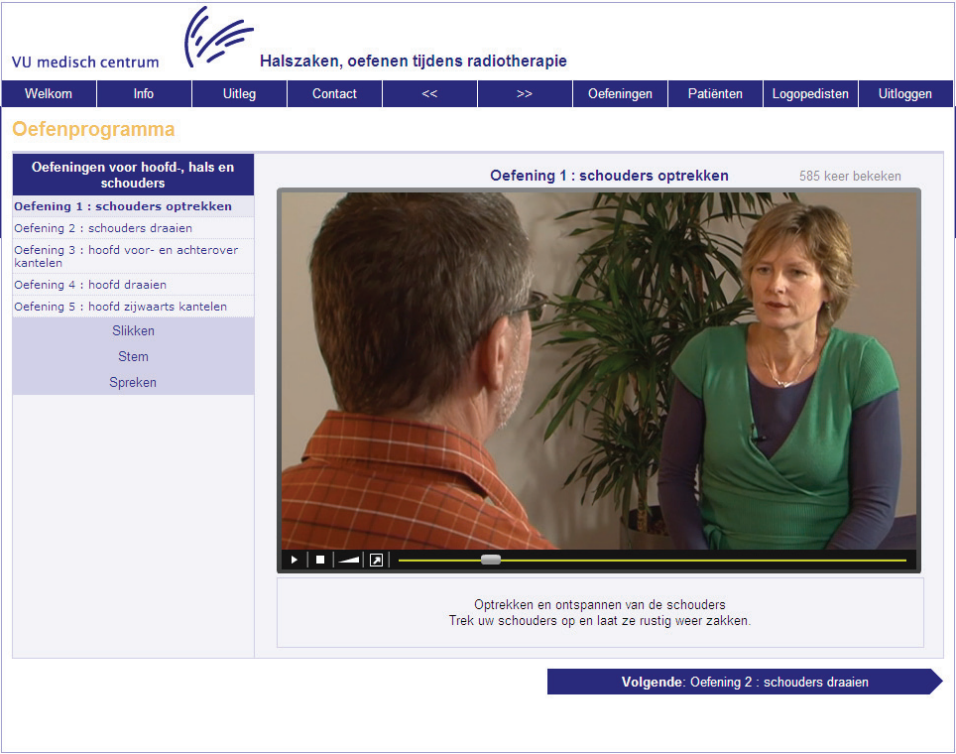 VU medisch centrum
Halszaken, oefenen tijdens radiotherapie
Welkom Info Uitleg Contact << >> Oefeningen Patiënten Logopedisten Uitloggen
Oefenprogramma
Oefeningen voor hoofd-, hals en
schouders
Oefening 1 : schouders optrekken
Oefening 2 : schouders draaien
Oefening 3 : hoofd voor- en achterover
kantelen
Oefening 4 : hoofd draaien
Oefening 5 : hoofd zijwaarts kantelen
Slikken
Stem
Spreken
Oefening 1 : schouders optrekken 585 keer bekeken
Optrekken en ontspannen van de schouders
Trek uw schouders op en laat ze rustig weer zakken.
Volgende: Oefening 2 : schouders draaien